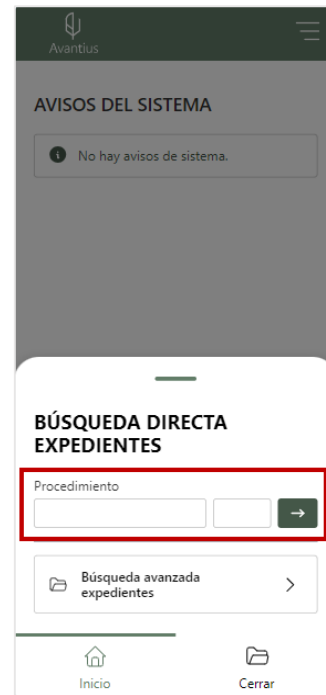 Avantius
AVISOS DEL SISTEMA
No hay avisos de sistema.
BÚSQUEDA DIRECTA
EXPEDIENTES
Procedimiento
Búsqueda avanzada
expedientes
Inicio
Cerrar